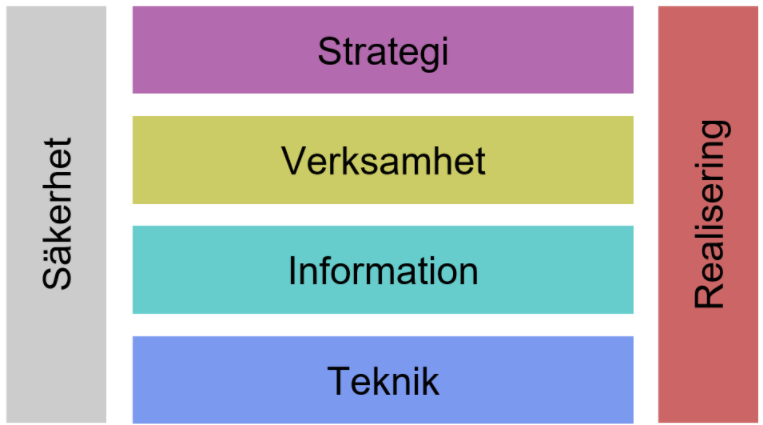 Säkerhet
Strategi
Verksamhet
Information
Teknik
Realisering